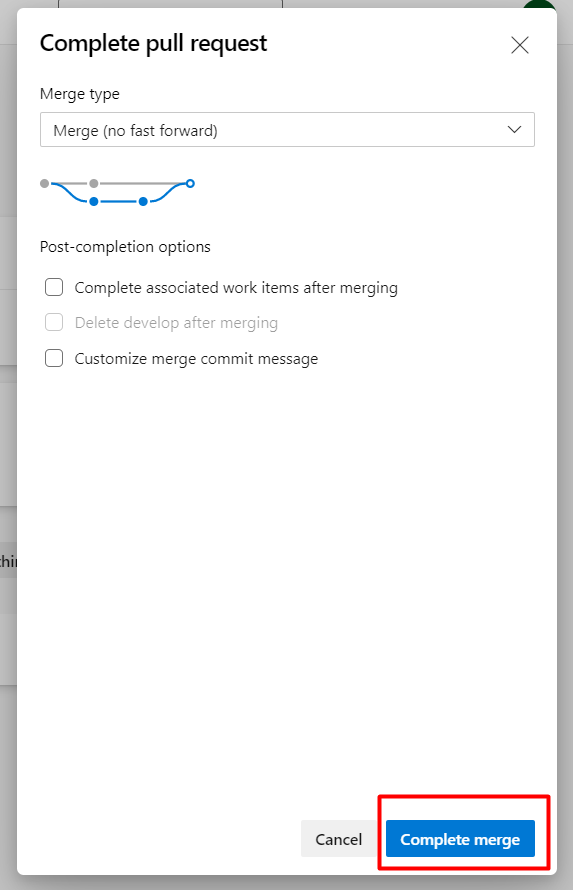 Complete pull request
Merge type
Merge (no fast forward)
Post-completion options
Complete associated work items after merging
Delete develop after merging
Customize merge commit message
Cancel
Complete merge